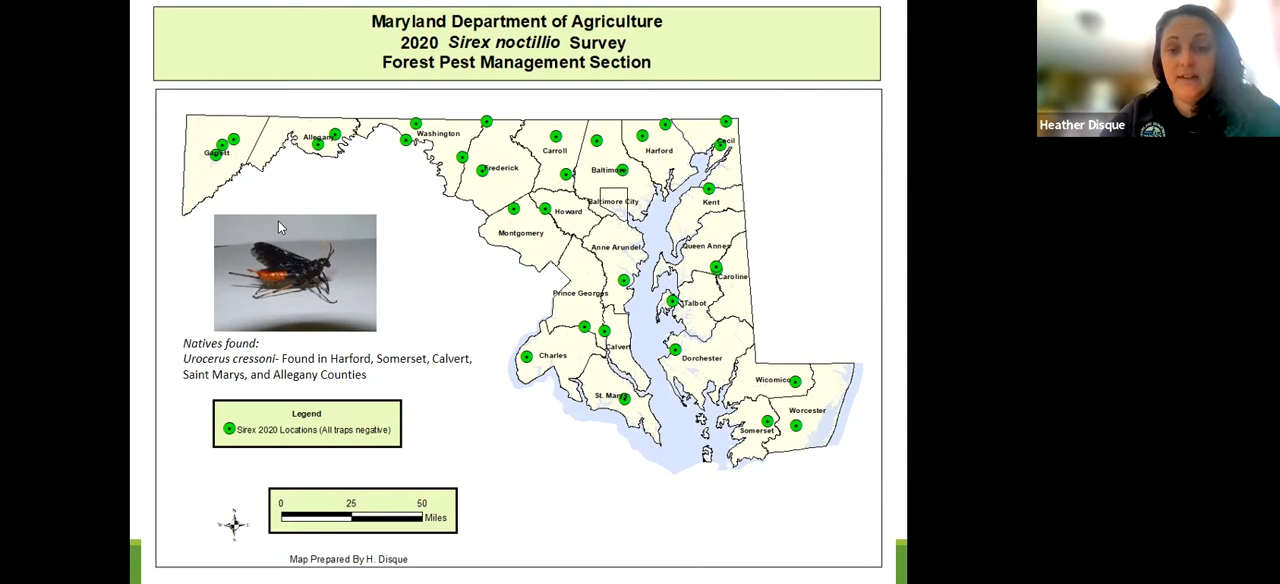 Maryland Department of Agriculture
2020 Sirex noctillio Survey
Forest Pest Management Section
Heather Disque
Garrett
Allegany
Washington
Frederick
Carroll
Baltimore
Harford
Cecil
Baltimore City
Kent
Howard
Montgomery
Anne Arundel
Queen Annes
Caroline
Prince Georges
Talbot
Calvert
Charles
Dorchester
St. Marys
Wicomico
Worcester
Somerset
Natives found:
Urocerus cressoni- Found in Harford, Somerset, Calvert,
Saint Marys, and Allegany Counties
Legend
Sirex 2020 Locations (All traps negative)
0 25 50
Miles
N
W
S
Map Prepared By H. Disque